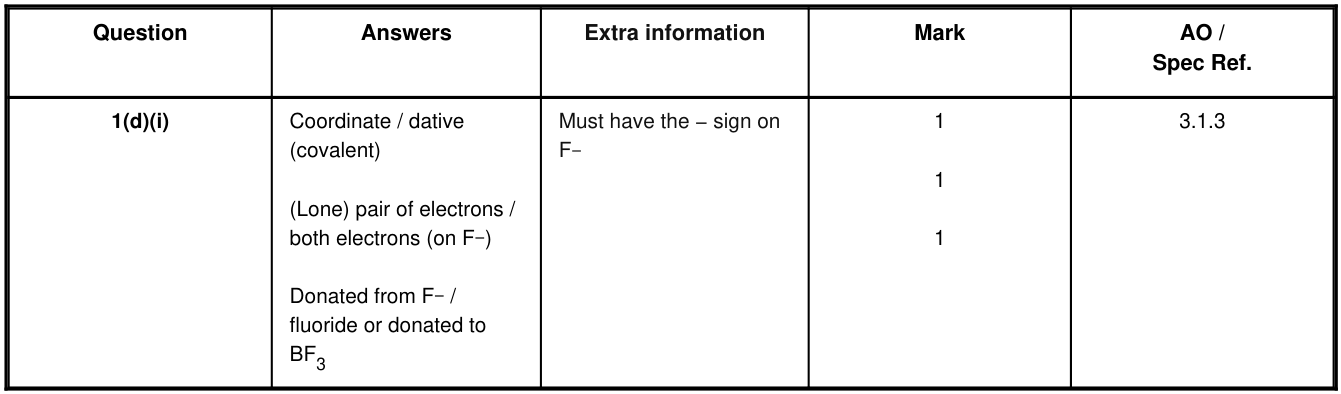 Question Answers Extra information Mark AO /
Spec Ref.
1(d)(i) Coordinate / dative Must have the – sign on 1 3.1.3
(covalent) F–
1
(Lone) pair of electrons /
both electrons (on F–) 1
Donated from F– /
fluoride or donated to
BF3